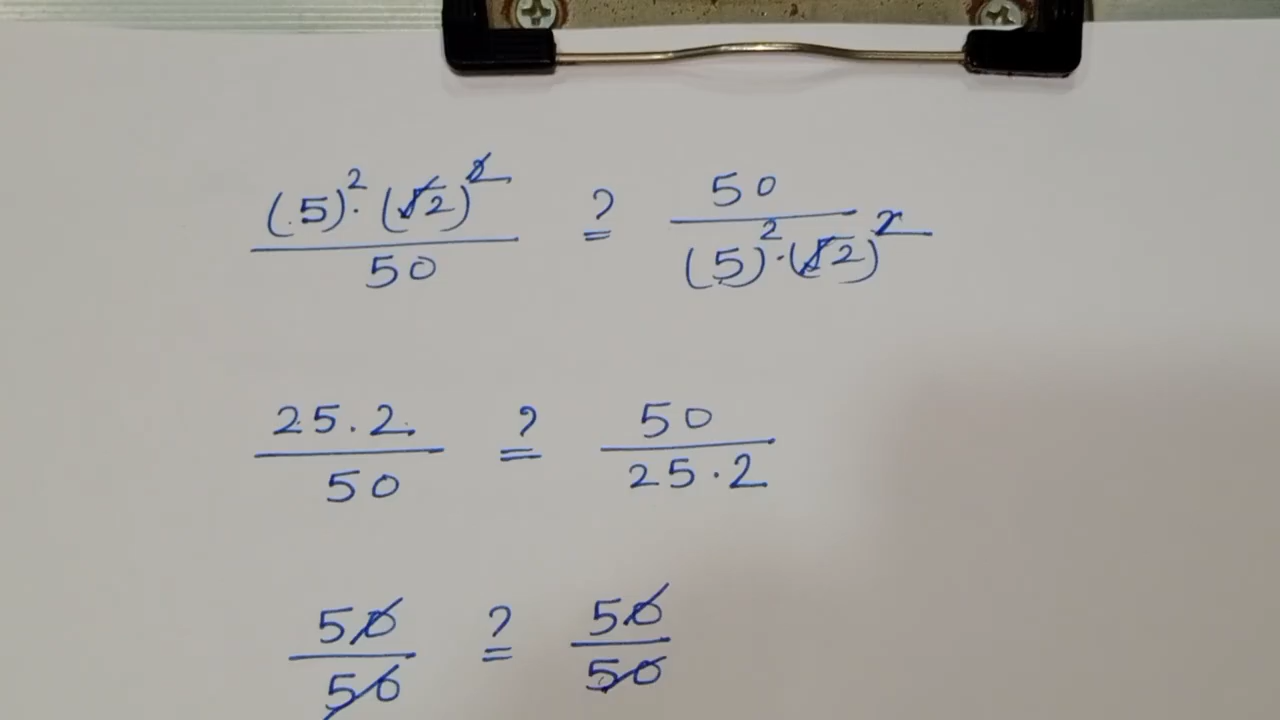 (5)²·(√2)² / 50 ≟ 50 / (5)²·(√2)²
25.2 / 50 ≟ 50 / 25.2
50 / 50 ≟ 50 / 50